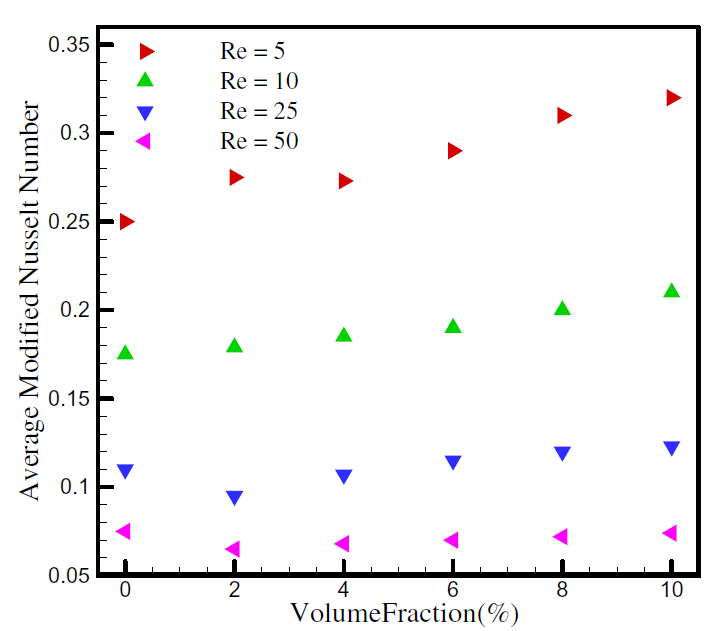 0.35
0.3
0.25
0.2
0.15
0.1
0.05
Average Modified Nusselt Number
Re = 5
Re = 10
Re = 25
Re = 50
0 2 4 6 8 10
VolumeFraction(%)